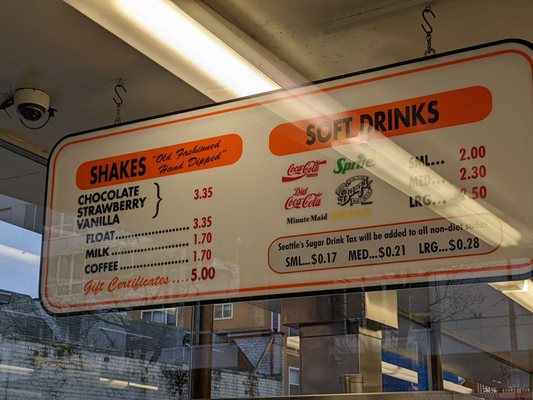 SHAKES "Old Fashioned Hand Dipped"
CHOCOLATE
STRAWBERRY } 3.35
VANILLA
FLOAT 3.35
MILK 1.70
COFFEE 1.70
Gift Certificates 5.00
SOFT DRINKS
Coca-Cola Sprite
Diet Coca-Cola
Minute Maid LEMONADE
SML... 2.00
MED... 2.30
LRG... 2.50
Seattle's Sugar Drink Tax will be added to all non-diet sodas
SML...$0.17 MED...$0.21 LRG...$0.28